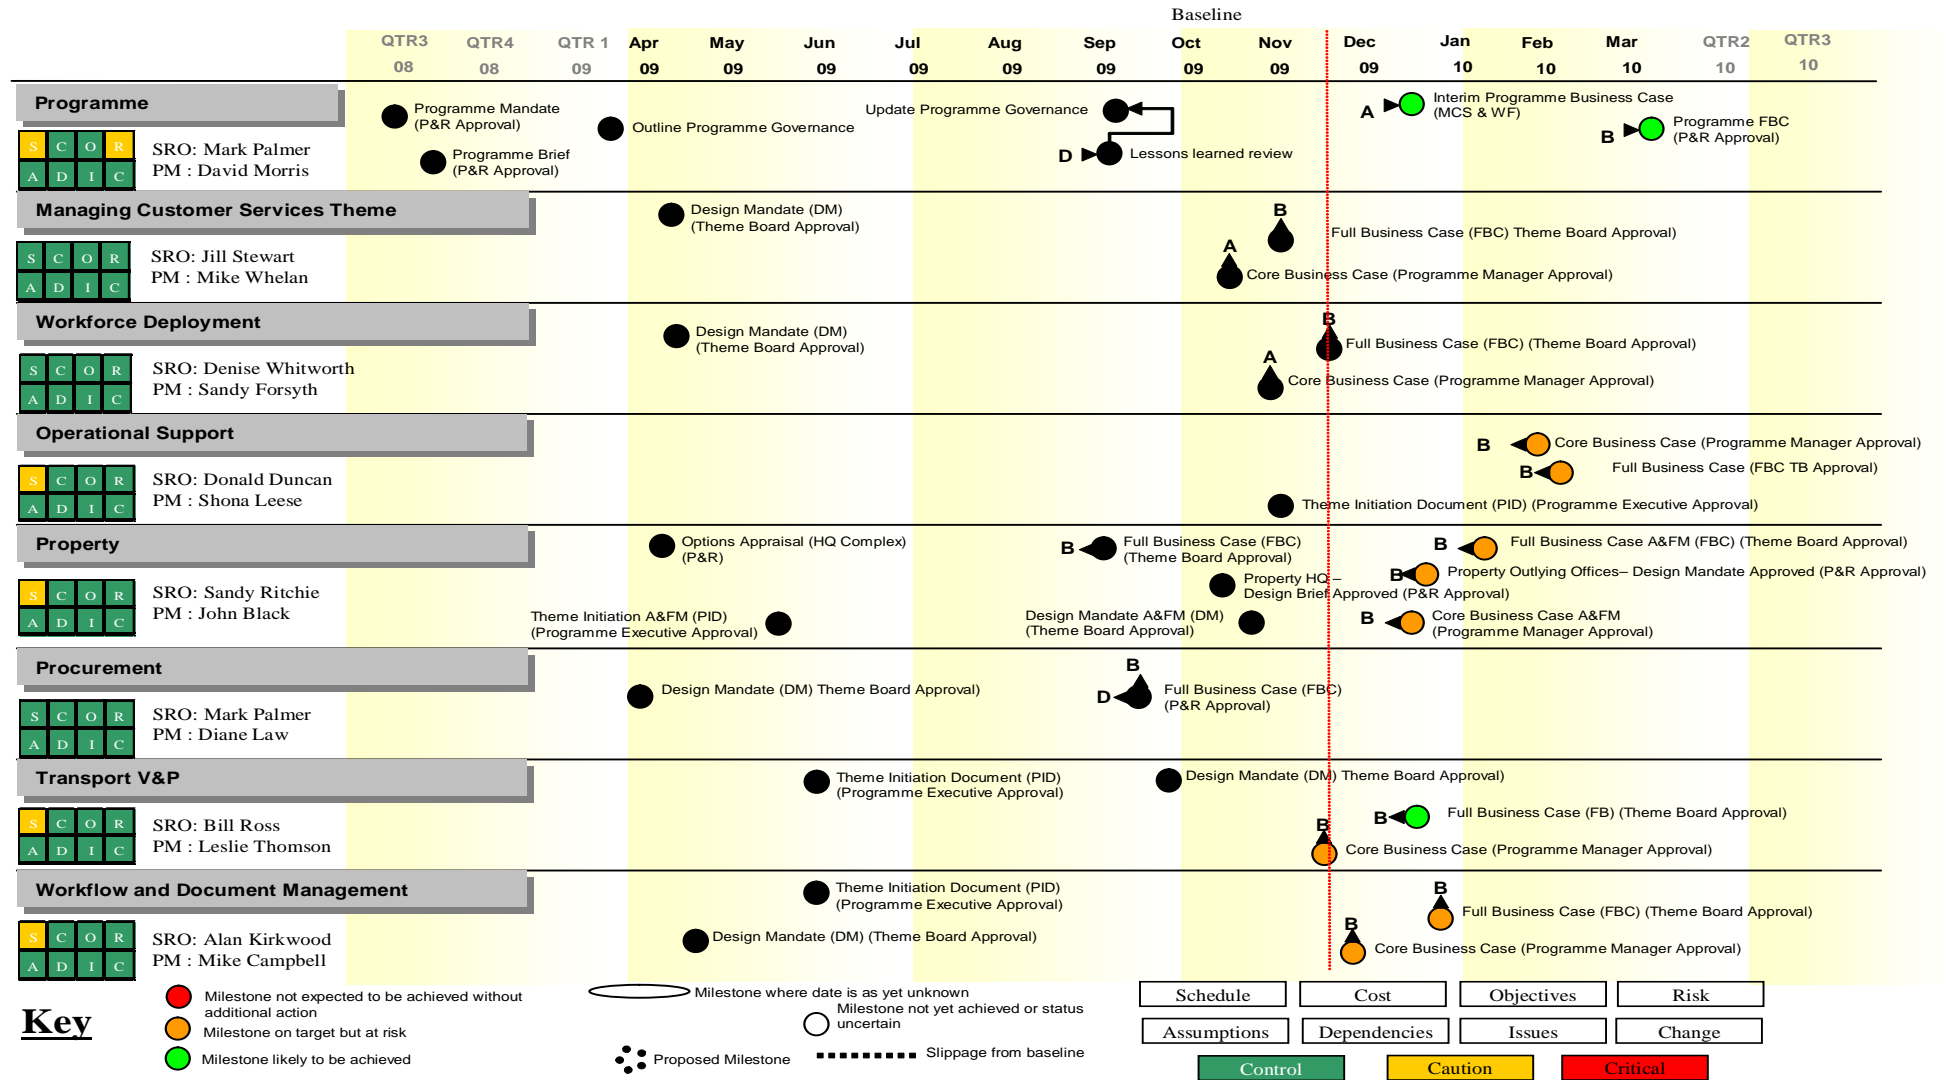 Baseline
QTR3 QTR4 QTR 1 Apr May Jun Jul Aug Sep Oct Nov Dec Jan Feb Mar QTR2 QTR3
08 08 09 09 09 09 09 09 09 09 09 09 10 10 10 10 10
Programme
S C O R
A D I C
SRO: Mark Palmer
PM : David Morris
Programme Mandate
(P&R Approval)
Programme Brief
(P&R Approval)
Outline Programme Governance
Update Programme Governance
D
Lessons learned review
A
Interim Programme Business Case
(MCS & WF)
B
Programme FBC
(P&R Approval)
Managing Customer Services Theme
S C O R
A D I C
SRO: Jill Stewart
PM : Mike Whelan
Design Mandate (DM)
(Theme Board Approval)
B
Full Business Case (FBC) Theme Board Approval)
A
Core Business Case (Programme Manager Approval)
Workforce Deployment
S C O R
A D I C
SRO: Denise Whitworth
PM : Sandy Forsyth
Design Mandate (DM)
(Theme Board Approval)
B
Full Business Case (FBC) (Theme Board Approval)
A
Core Business Case (Programme Manager Approval)
Operational Support
S C O R
A D I C
SRO: Donald Duncan
PM : Shona Leese
B
Core Business Case (Programme Manager Approval)
B
Full Business Case (FBC TB Approval)
Theme Initiation Document (PID) (Programme Executive Approval)
Property
S C O R
A D I C
SRO: Sandy Ritchie
PM : John Black
Options Appraisal (HQ Complex)
(P&R)
Theme Initiation A&FM (PID)
(Programme Executive Approval)
B
Full Business Case (FBC)
(Theme Board Approval)
Property HQ –
Design Brief Approved (P&R Approval)
Design Mandate A&FM (DM)
(Theme Board Approval)
B
Full Business Case A&FM (FBC) (Theme Board Approval)
B
Property Outlying Offices– Design Mandate Approved (P&R Approval)
B
Core Business Case A&FM
(Programme Manager Approval)
Procurement
S C O R
A D I C
SRO: Mark Palmer
PM : Diane Law
Design Mandate (DM) Theme Board Approval)
B
D
Full Business Case (FBC)
(P&R Approval)
Transport V&P
S C O R
A D I C
SRO: Bill Ross
PM : Leslie Thomson
Theme Initiation Document (PID)
(Programme Executive Approval)
Design Mandate (DM) Theme Board Approval)
B
Full Business Case (FB) (Theme Board Approval)
B
Core Business Case (Programme Manager Approval)
Workflow and Document Management
S C O R
A D I C
SRO: Alan Kirkwood
PM : Mike Campbell
Theme Initiation Document (PID)
(Programme Executive Approval)
Design Mandate (DM) (Theme Board Approval)
B
Full Business Case (FBC) (Theme Board Approval)
B
Core Business Case (Programme Manager Approval)
Key
Milestone not expected to be achieved without
additional action
Milestone on target but at risk
Milestone likely to be achieved
Milestone where date is as yet unknown
Milestone not yet achieved or status
uncertain
Proposed Milestone
Slippage from baseline
Schedule Cost Objectives Risk
Assumptions Dependencies Issues Change
Control Caution Critical